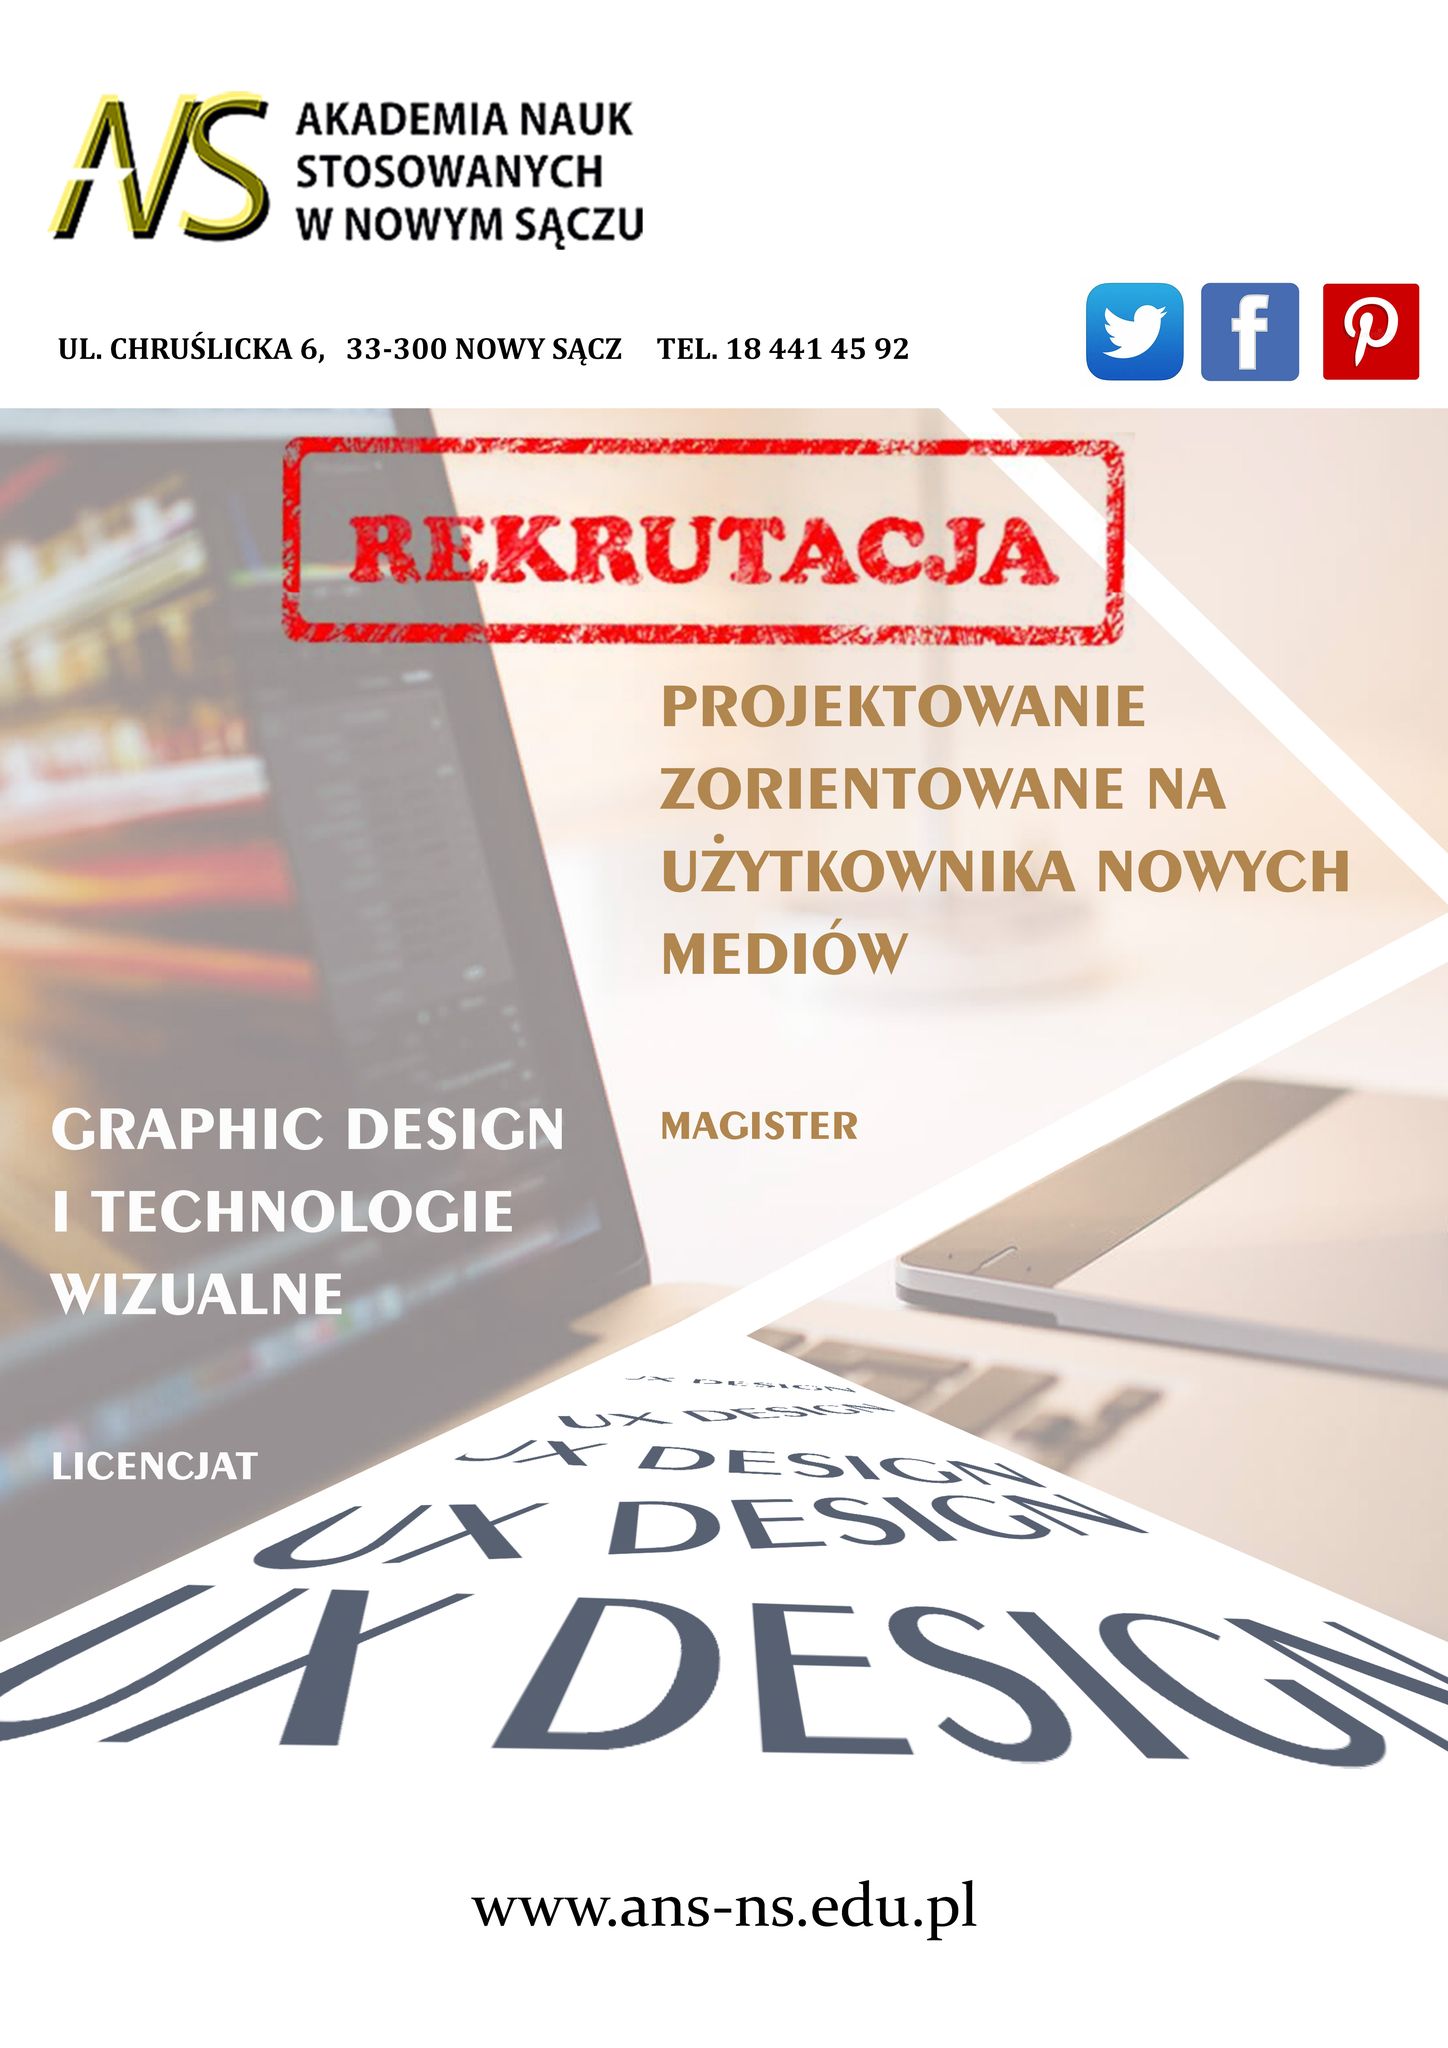 ANS
AKADEMIA NAUK
STOSOWANYCH
W NOWYM SĄCZU
UL. CHRUŚLICKA 6, 33-300 NOWY SĄCZ TEL. 18 441 45 92
REKRUTACJA
PROJEKTOWANIE
ZORIENTOWANE NA
UŻYTKOWNIKA NOWYCH
MEDIÓW
MAGISTER
GRAPHIC DESIGN
I TECHNOLOGIE
WIZUALNE
LICENCJAT
UX DESIGN
UX DESIGN
UX DESIGN
UX DESIGN
UX DESIGN
www.ans-ns.edu.pl